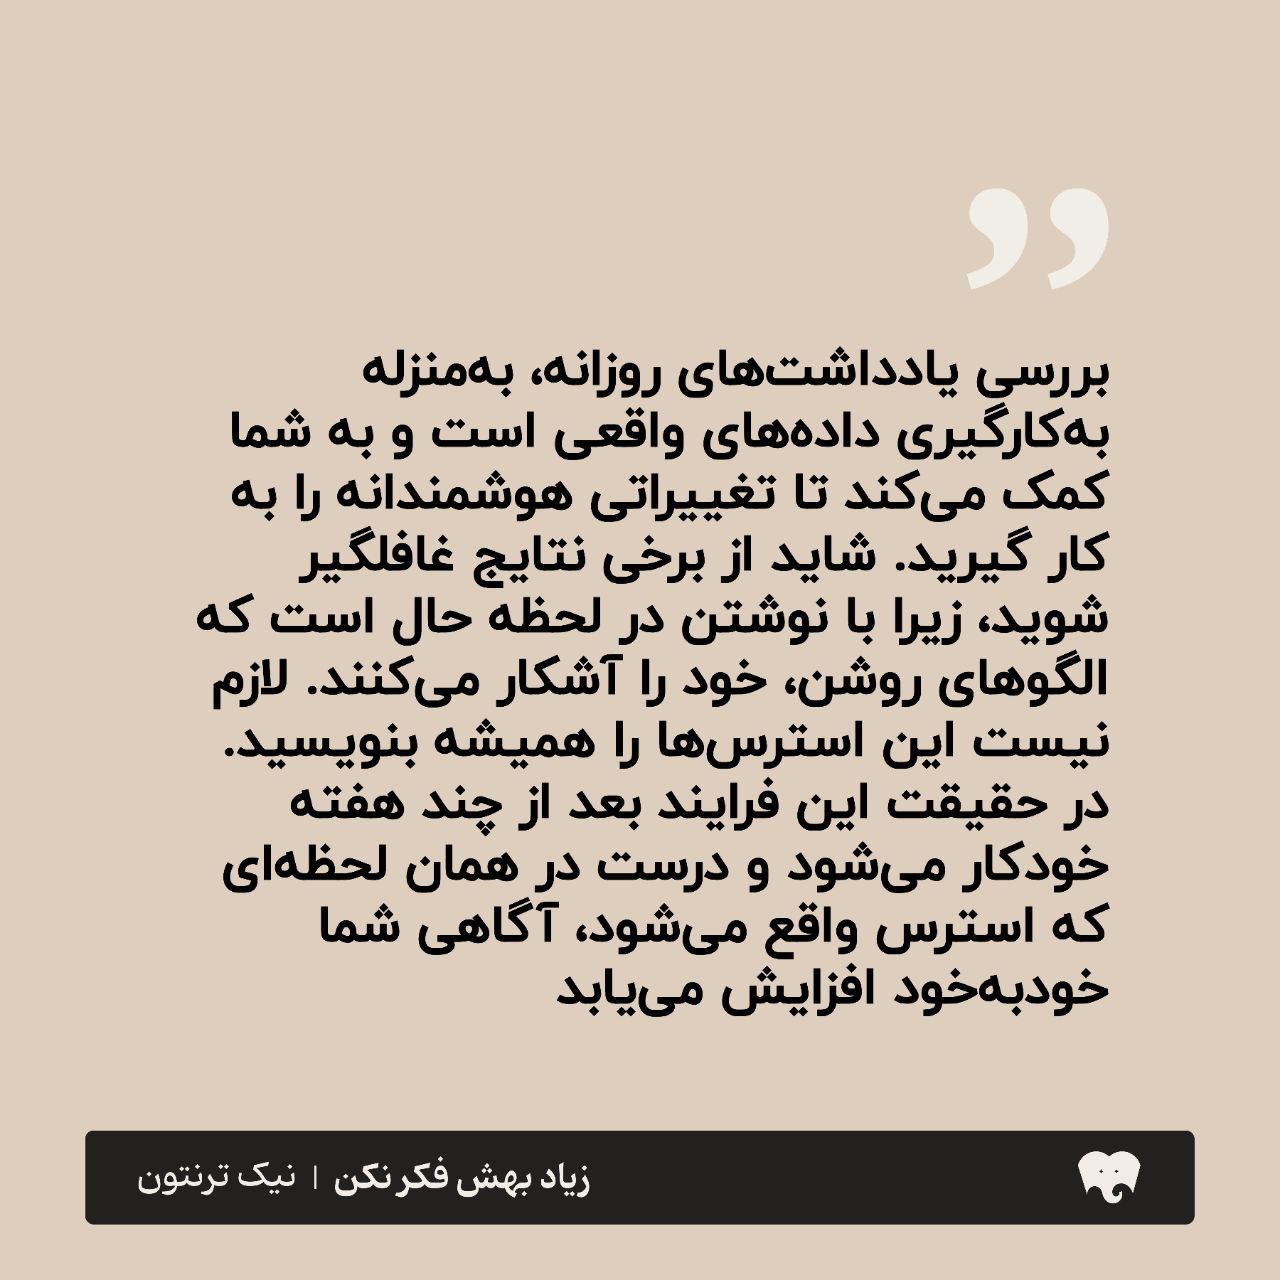 بررسی یادداشت‌های روزانه، به‌منزله
به‌کارگیری داده‌های واقعی است و به شما
کمک می‌کند تا تغییراتی هوشمندانه را به
کار گیرید. شاید از برخی نتایج غافلگیر
شوید، زیرا با نوشتن در لحظه حال است که
الگوهای روشن، خود را آشکار می‌کنند. لازم
نیست این استرس‌ها را همیشه بنویسید.
در حقیقت این فرایند بعد از چند هفته
خودکار می‌شود و درست در همان لحظه‌ای
که استرس واقع می‌شود، آگاهی شما
خودبه‌خود افزایش می‌یابد
زیاد بهش فکر نکن | نیک ترنتون